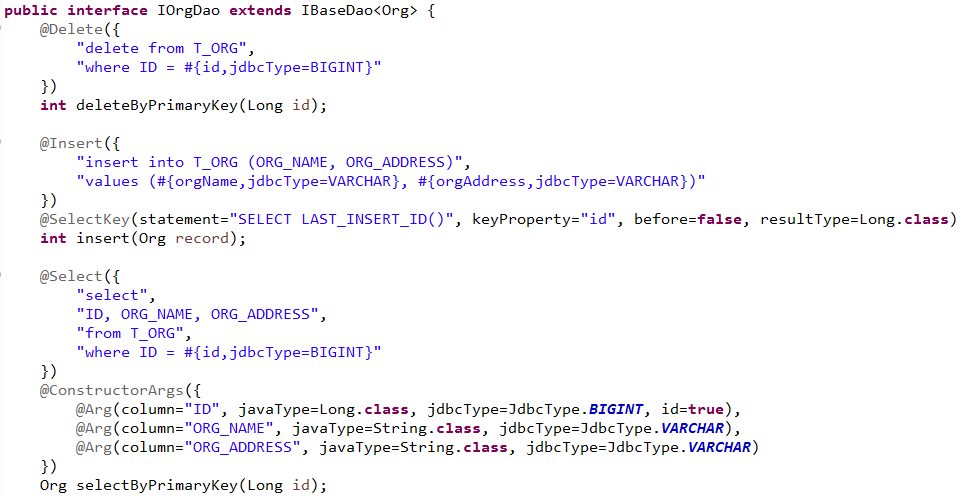 public interface IOrgDao extends IBaseDao<Org> {
    @Delete({
        "delete from T_ORG",
        "where ID = #{id,jdbcType=BIGINT}"
    })
    int deleteByPrimaryKey(Long id);

    @Insert({
        "insert into T_ORG (ORG_NAME, ORG_ADDRESS)",
        "values (#{orgName,jdbcType=VARCHAR}, #{orgAddress,jdbcType=VARCHAR})"
    })
    @SelectKey(statement="SELECT LAST_INSERT_ID()", keyProperty="id", before=false, resultType=Long.class)
    int insert(Org record);

    @Select({
        "select",
        "ID, ORG_NAME, ORG_ADDRESS",
        "from T_ORG",
        "where ID = #{id,jdbcType=BIGINT}"
    })
    @ConstructorArgs({
        @Arg(column="ID", javaType=Long.class, jdbcType=JdbcType.BIGINT, id=true),
        @Arg(column="ORG_NAME", javaType=String.class, jdbcType=JdbcType.VARCHAR),
        @Arg(column="ORG_ADDRESS", javaType=String.class, jdbcType=JdbcType.VARCHAR)
    })
    Org selectByPrimaryKey(Long id);